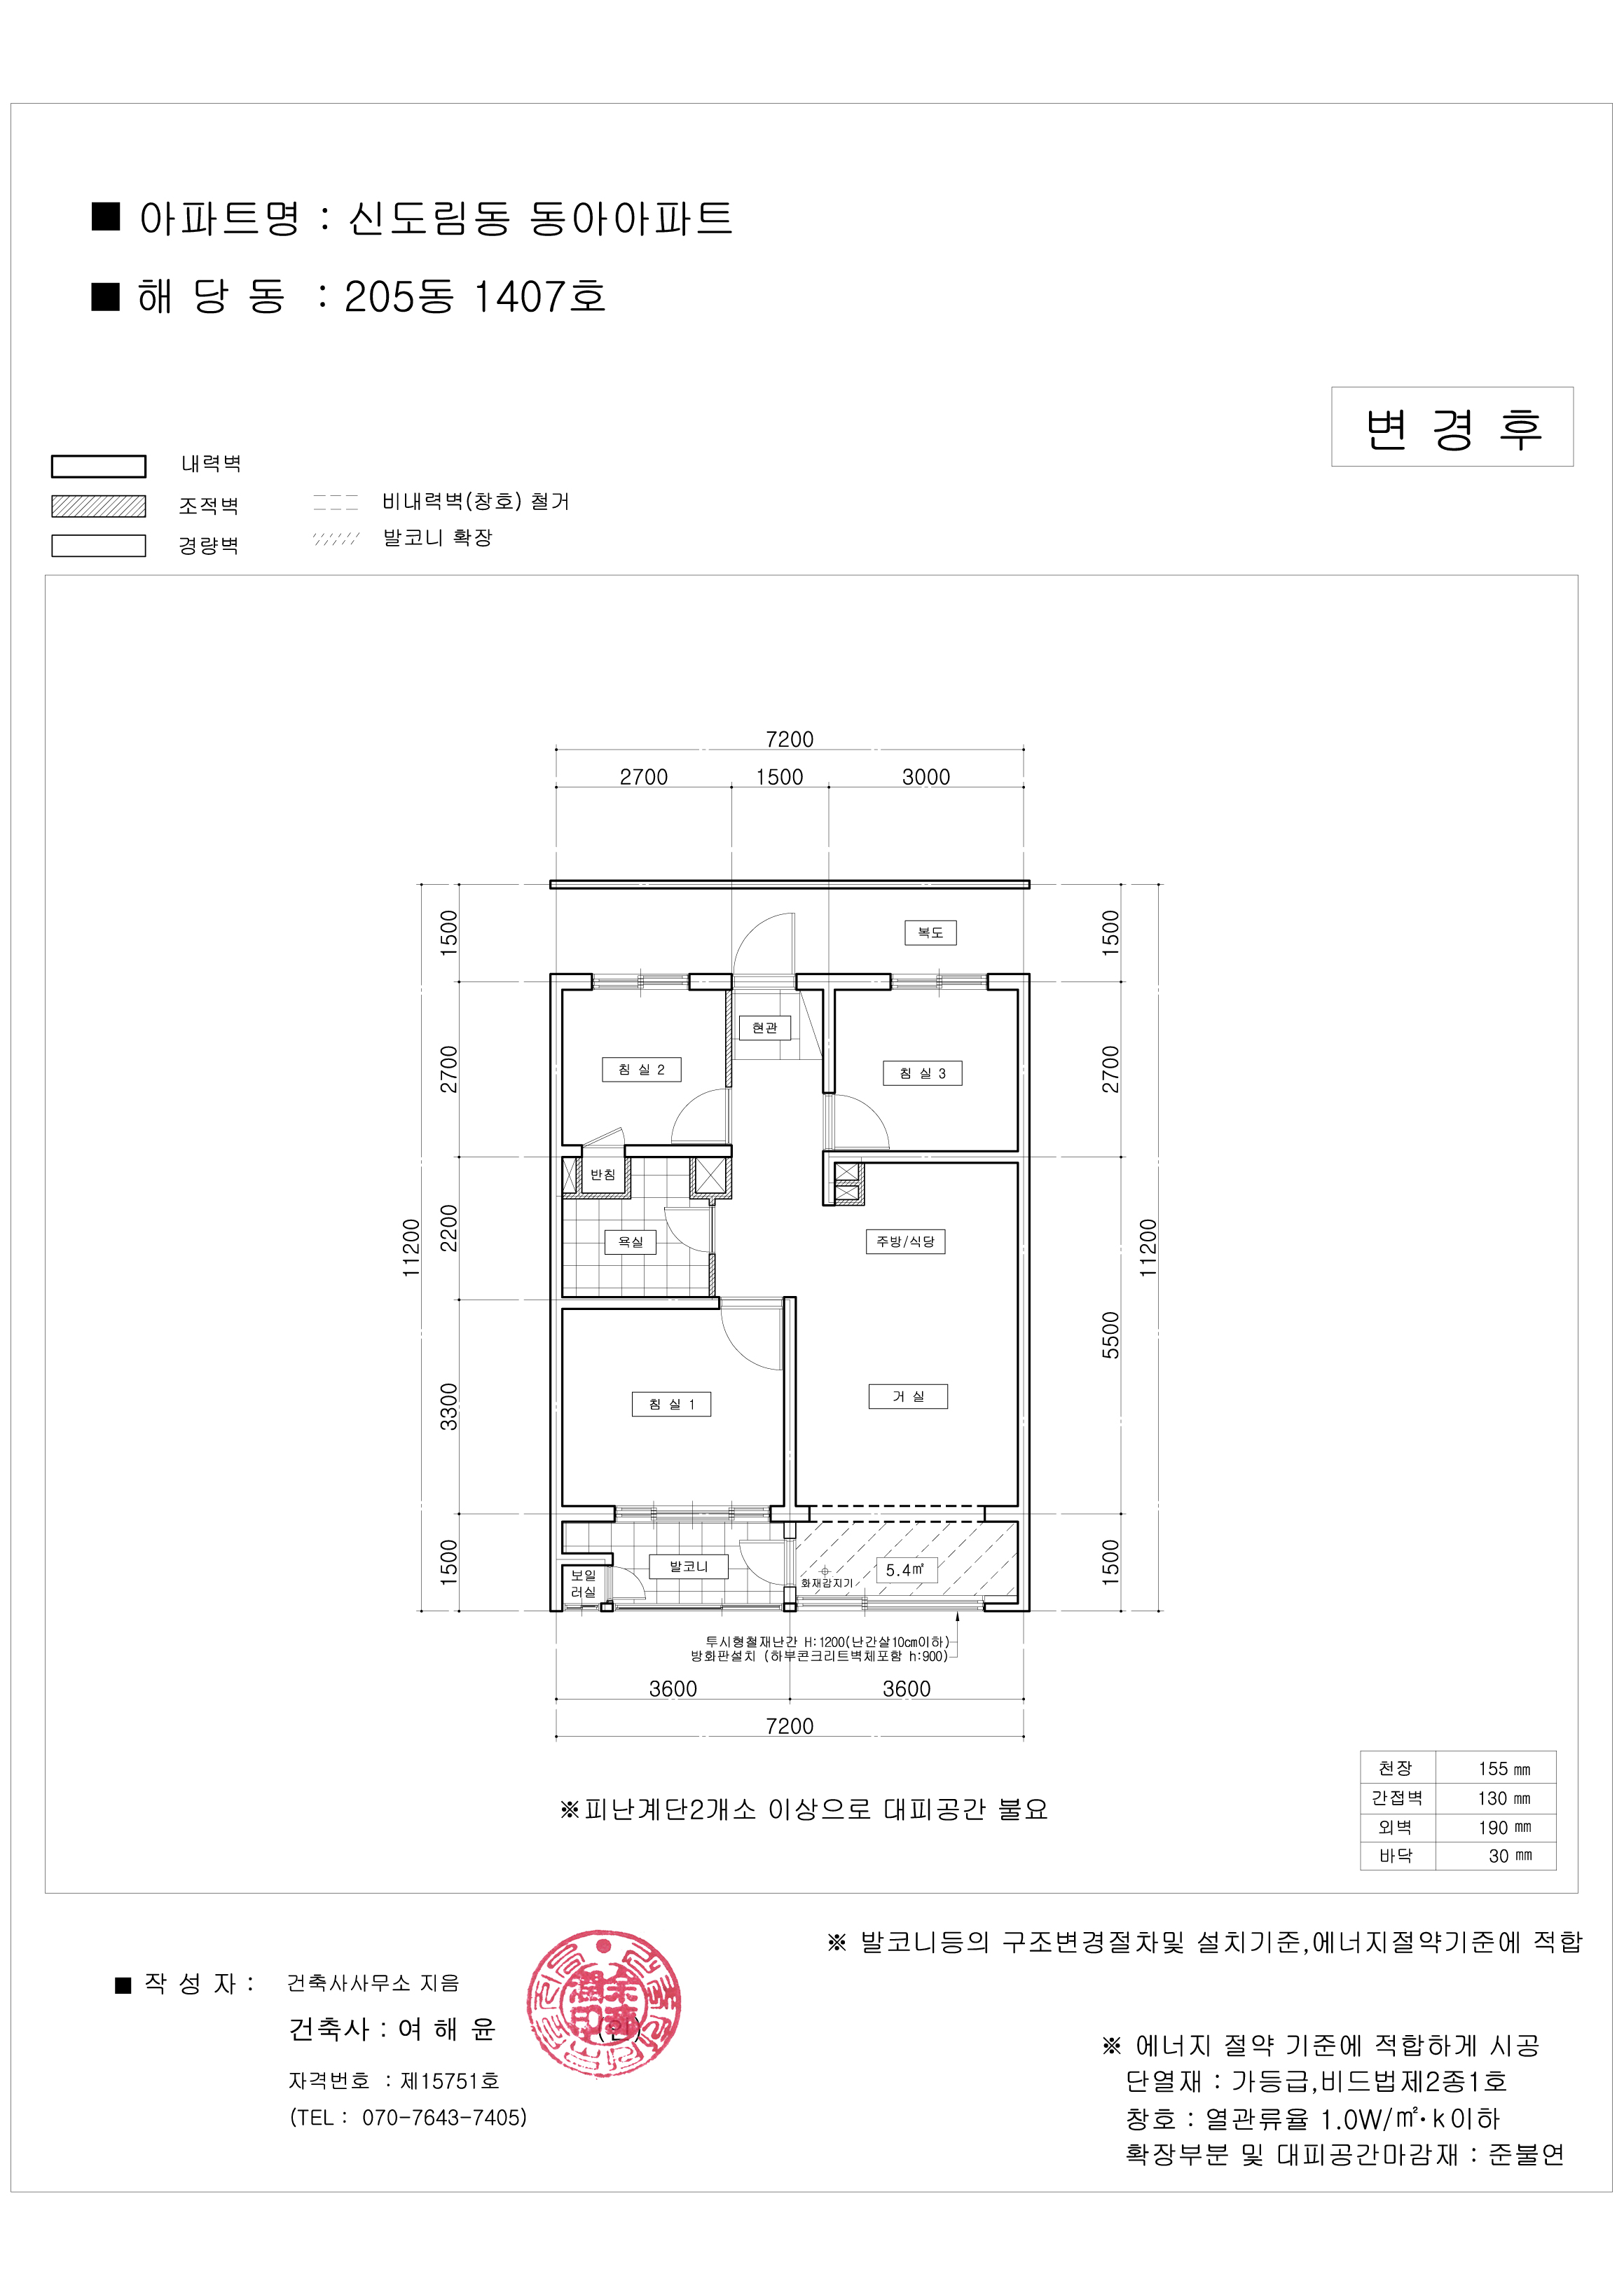 ■ 아파트명 : 신도림동 동아아파트
■ 해 당 동 : 205동 1407호
변 경 후
내력벽
조적벽
경량벽
비내력벽(창호) 철거
발코니 확장
7200
2700 1500 3000
복도
현관
침 실 2
침 실 3
반침
욕실
주방/식당
침 실 1
거 실
발코니
보일
러실
화재감지기
5.4㎡
11200
1500
2700
2200
3300
1500
1500
2700
5500
1500
11200
투시형철재난간 H:1200(난간살10cm이하)
방화판설치 (하부콘크리트벽체포함 h:900)
3600 3600
7200
※피난계단2개소 이상으로 대피공간 불요
천장 155 ㎜
간접벽 130 ㎜
외벽 190 ㎜
바닥 30 ㎜
※ 발코니등의 구조변경절차및 설치기준,에너지절약기준에 적합
■ 작 성 자 : 건축사사무소 지음
건축사 : 여 해 윤 (인)
자격번호 : 제15751호
(TEL : 070-7643-7405)
※ 에너지 절약 기준에 적합하게 시공
단열재 : 가등급,비드법제2종1호
창호 : 열관류율 1.0W/㎡·k이하
확장부분 및 대피공간마감재 : 준불연